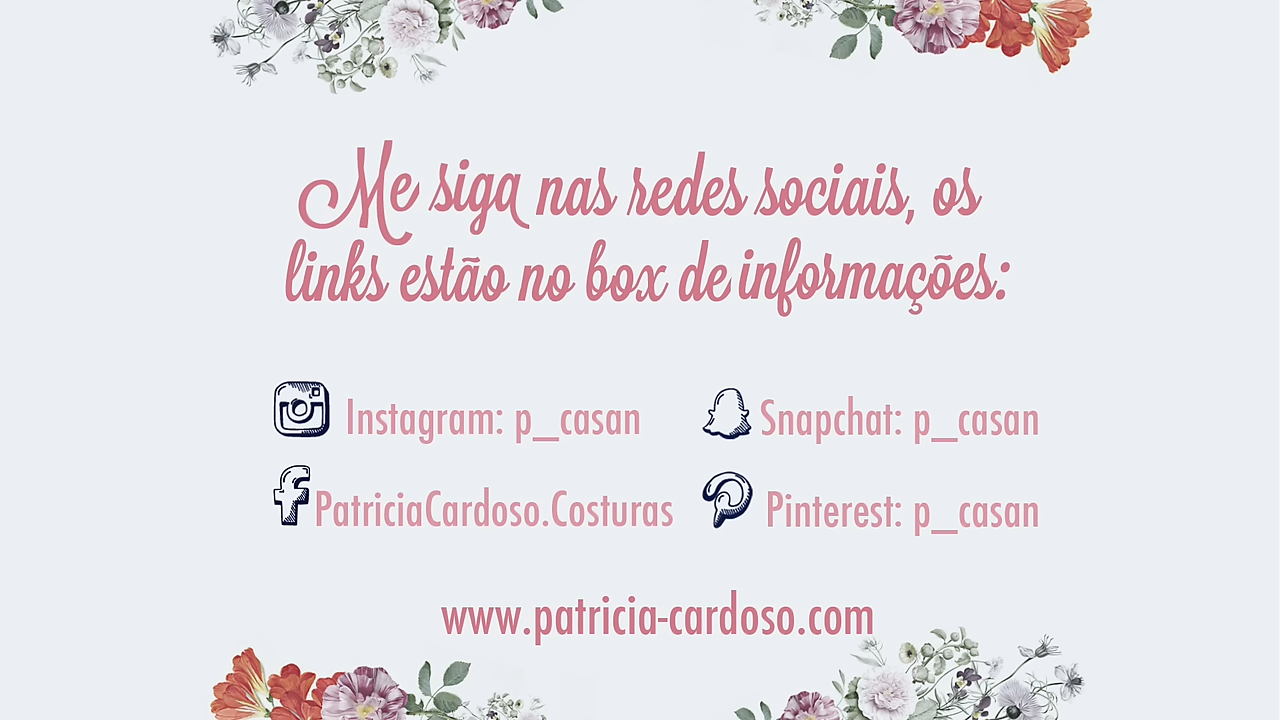 Me siga nas redes sociais, os
links estão no box de informações:
Instagram: p_casan
Snapchat: p_casan
PatriciaCardoso.Costuras
Pinterest: p_casan
www.patricia-cardoso.com